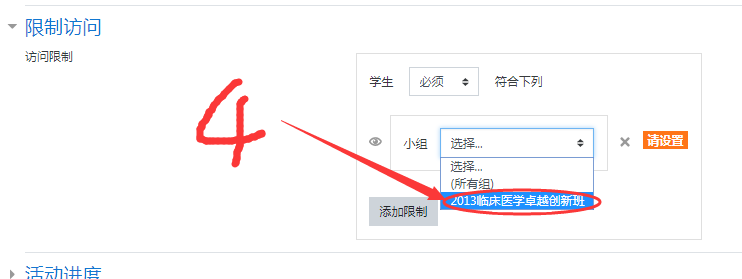 限制访问
访问限制
学生 必须 符合下列
4
小组 选择... 请设置
选择...
(所有组)
2013临床医学卓越创新班
添加限制
活动进度